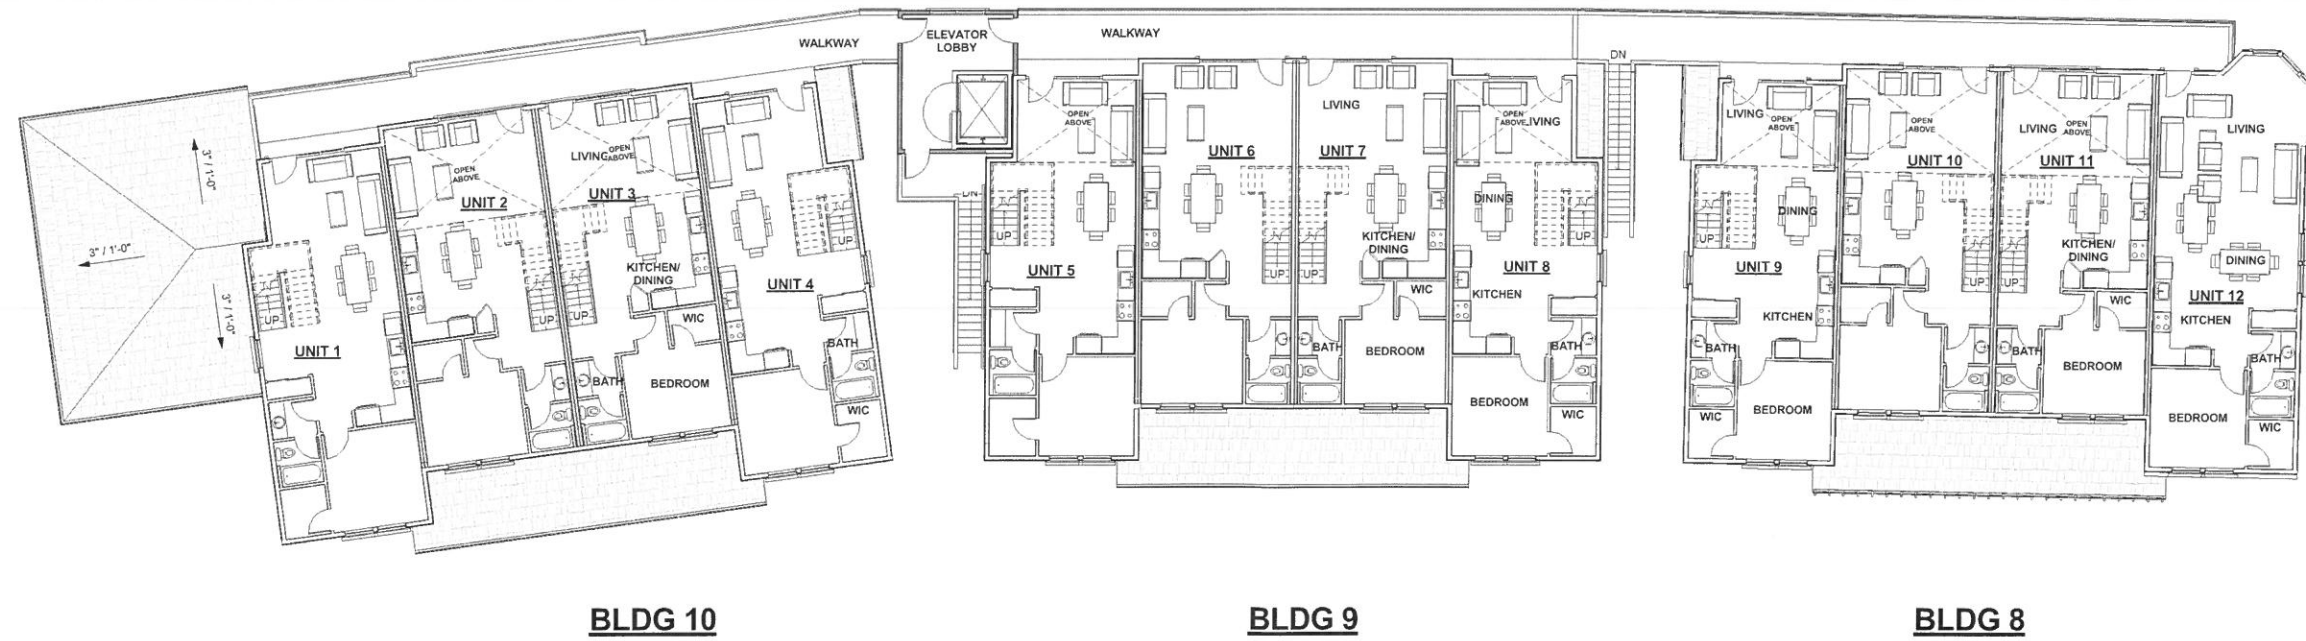 WALKWAY
ELEVATOR
LOBBY
WALKWAY
DN
3" / 1'-0"
3" / 1'-0"
3" / 1'-0"
UP
UNIT 1
OPEN
ABOVE
UNIT 2
UP
LIVING
OPEN
ABOVE
UNIT 3
KITCHEN/
DINING
UP
WIC
BATH
BEDROOM
UNIT 4
UP
BATH
WIC
DN
OPEN
ABOVE
UP
UNIT 5
UNIT 6
UP
LIVING
UNIT 7
KITCHEN/
DINING
UP
WIC
BATH
BEDROOM
OPEN
ABOVE
LIVING
DINING
UP
UNIT 8
KITCHEN
BATH
BEDROOM
WIC
LIVING
OPEN
ABOVE
DINING
UP
UNIT 9
KITCHEN
BATH
WIC
BEDROOM
OPEN
ABOVE
UNIT 10
UP
LIVING
OPEN
ABOVE
UNIT 11
KITCHEN/
DINING
UP
WIC
BATH
BEDROOM
LIVING
DINING
UNIT 12
KITCHEN
BATH
BEDROOM
WIC
BLDG 10
BLDG 9
BLDG 8